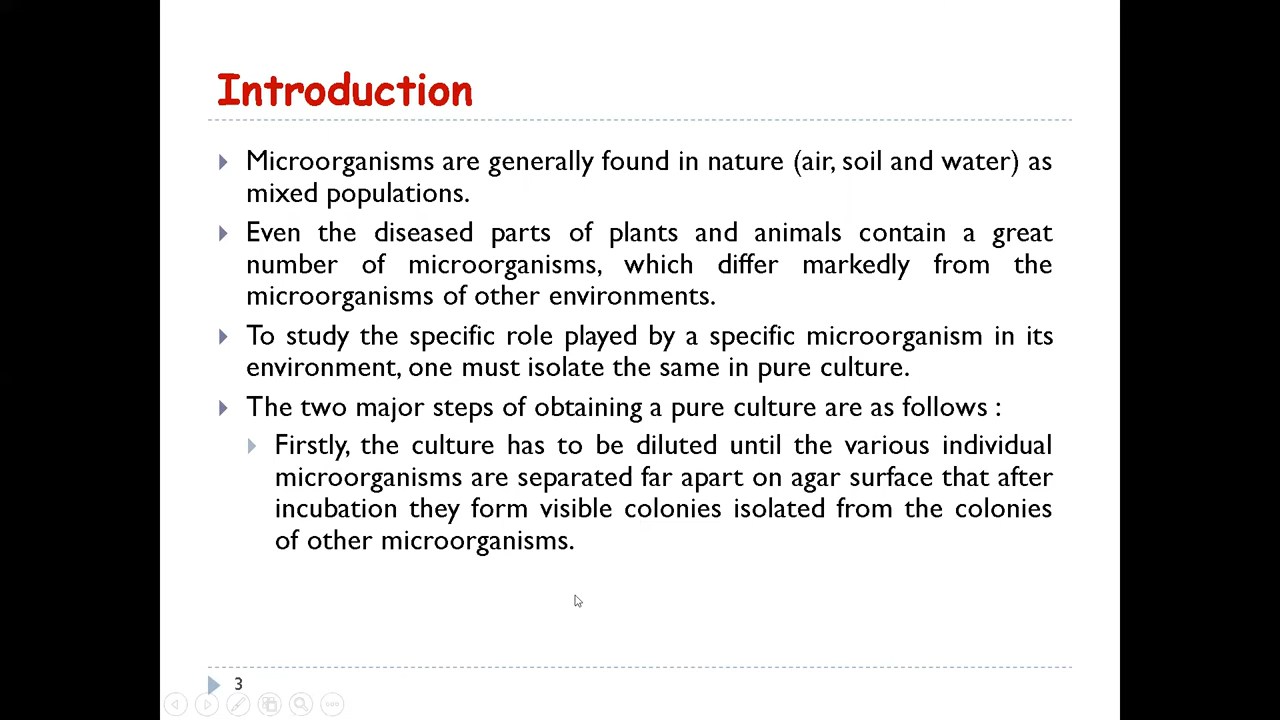 Introduction
Microorganisms are generally found in nature (air, soil and water) as
mixed populations.
Even the diseased parts of plants and animals contain a great
number of microorganisms, which differ markedly from the
microorganisms of other environments.
To study the specific role played by a specific microorganism in its
environment, one must isolate the same in pure culture.
The two major steps of obtaining a pure culture are as follows :
Firstly, the culture has to be diluted until the various individual
microorganisms are separated far apart on agar surface that after
incubation they form visible colonies isolated from the colonies
of other microorganisms.
3